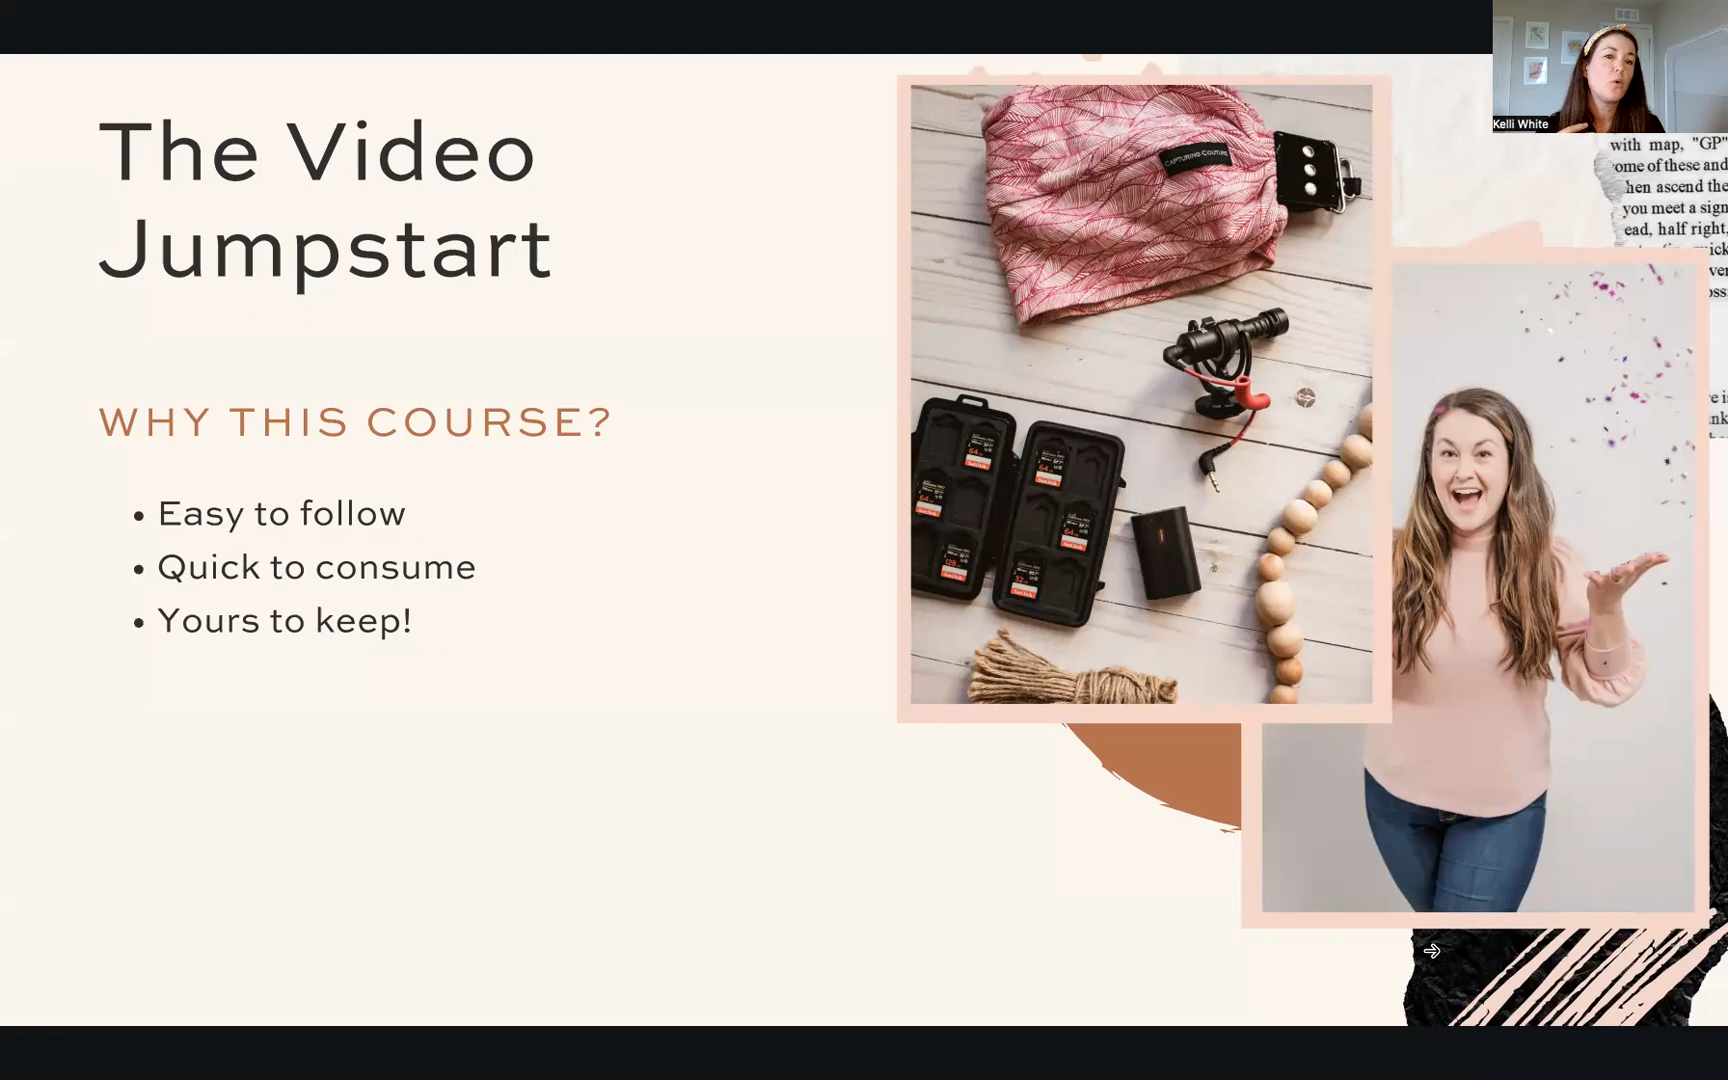 The Video
Jumpstart
WHY THIS COURSE?
• Easy to follow
• Quick to consume
• Yours to keep!
CAPTURING COUTURE
Kelli White
with map, "GP"
ome of these and
hen ascend the
you meet a sign
ead, half right,